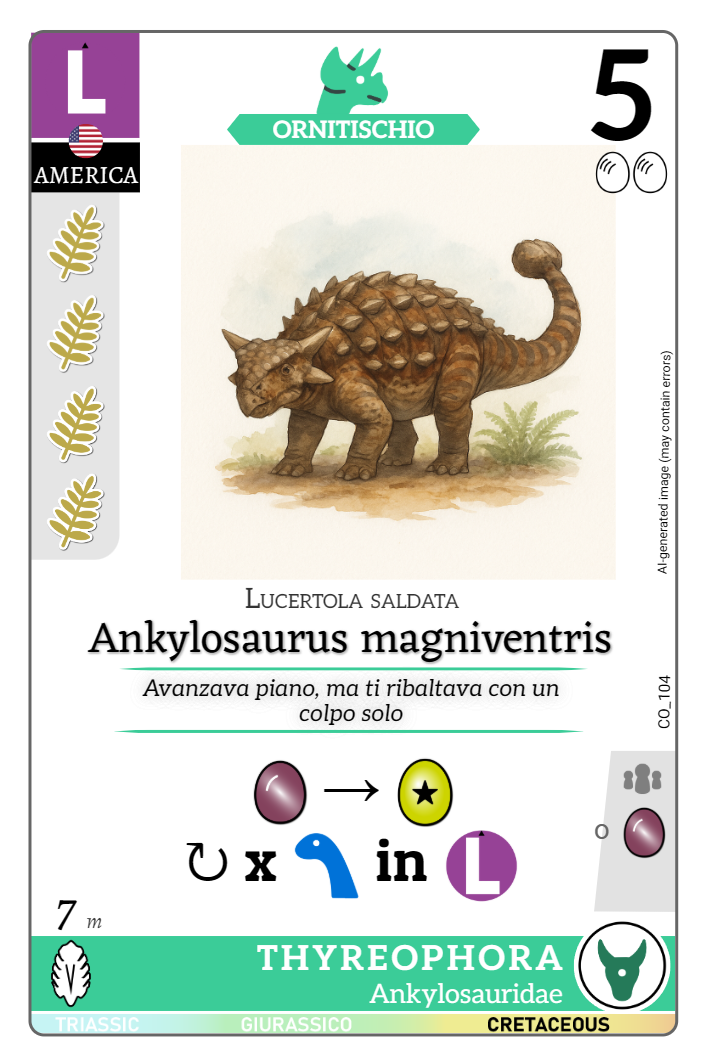 L
AMERICA
ORNITISCHIO
5
AI-generated image (may contain errors)
LUCERTOLA SALDATA
Ankylosaurus magniventris
Avanzava piano, ma ti ribaltava con un
colpo solo
CO_104
→
↻ x in L
o
7 m
THYREOPHORA
Ankylosauridae
TRIASSIC GIURASSICO CRETACEOUS